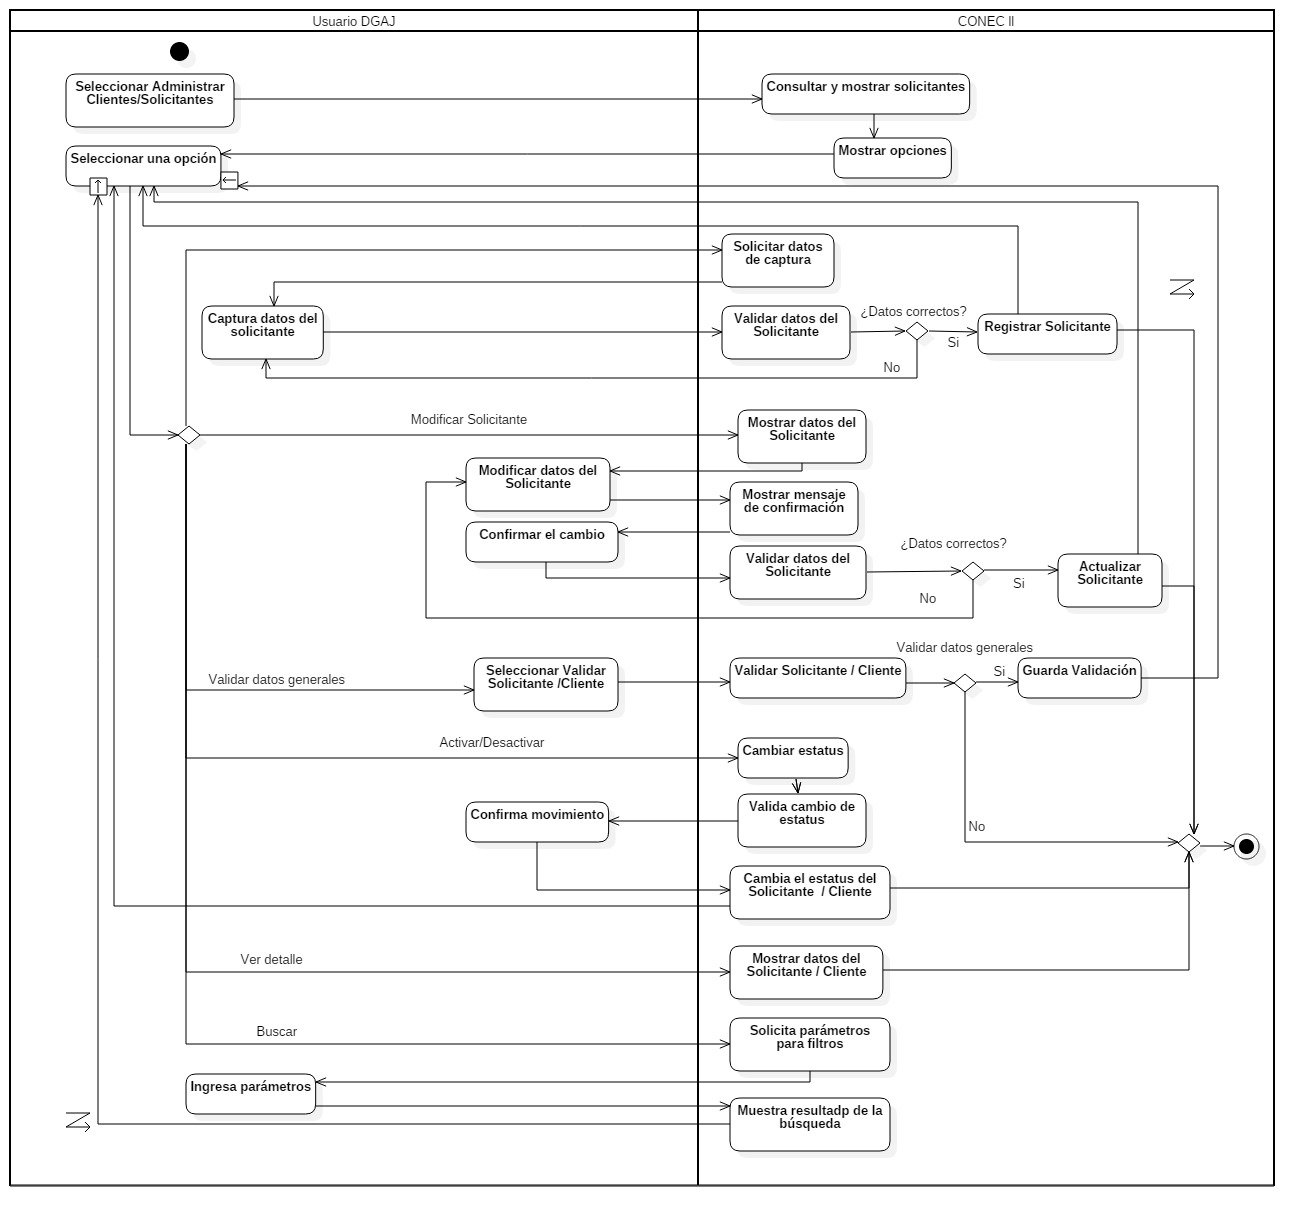 Usuario DGAJ
CONEC II
Seleccionar Administrar
Clientes/Solicitantes
Consultar y mostrar solicitantes
Seleccionar una opción
Mostrar opciones
Solicitar datos
de captura
Captura datos del
solicitante
Validar datos del
Solicitante
¿Datos correctos?
Si
No
Registrar Solicitante
Modificar Solicitante
Mostrar datos del
Solicitante
Modificar datos del
Solicitante
Mostrar mensaje
de confirmación
Confirmar el cambio
Validar datos del
Solicitante
¿Datos correctos?
Si
No
Actualizar
Solicitante
Validar datos generales
Seleccionar Validar
Solicitante /Cliente
Validar Solicitante / Cliente
Validar datos generales
Si
Guarda Validación
No
Activar/Desactivar
Cambiar estatus
Valida cambio de
estatus
Confirma movimiento
Cambia el estatus del
Solicitante / Cliente
Ver detalle
Mostrar datos del
Solicitante / Cliente
Buscar
Solicita parámetros
para filtros
Ingresa parámetros
Muestra resultadp de la
búsqueda